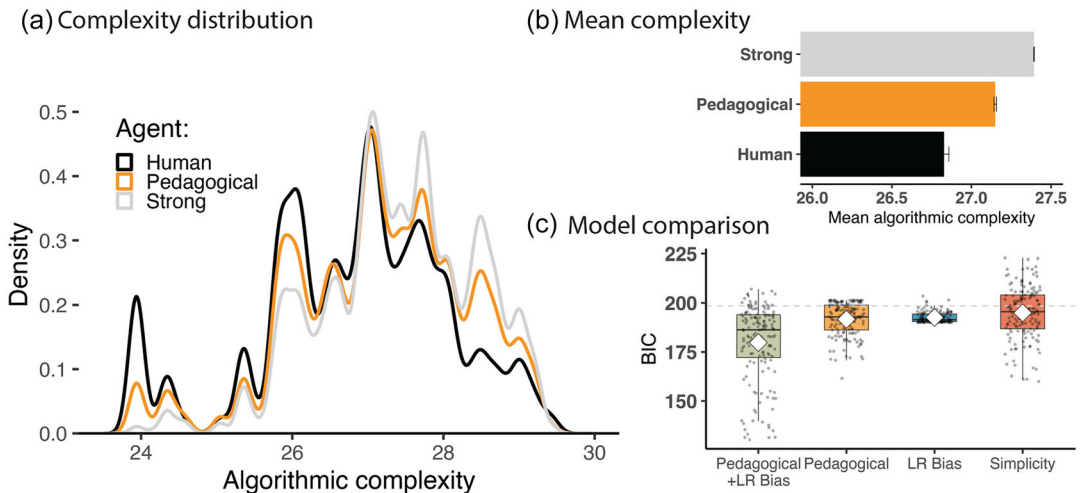 (a) Complexity distribution
0.5
0.4
0.3
0.2
0.1
0.0
Density
Agent:
Human
Pedagogical
Strong
24
26
28
30
Algorithmic complexity
(b) Mean complexity
Strong
Pedagogical
Human
26.0
26.5
27.0
27.5
Mean algorithmic complexity
(c) Model comparison
225
200
175
150
BIC
Pedagogical
+LR Bias
Pedagogical
LR Bias
Simplicity